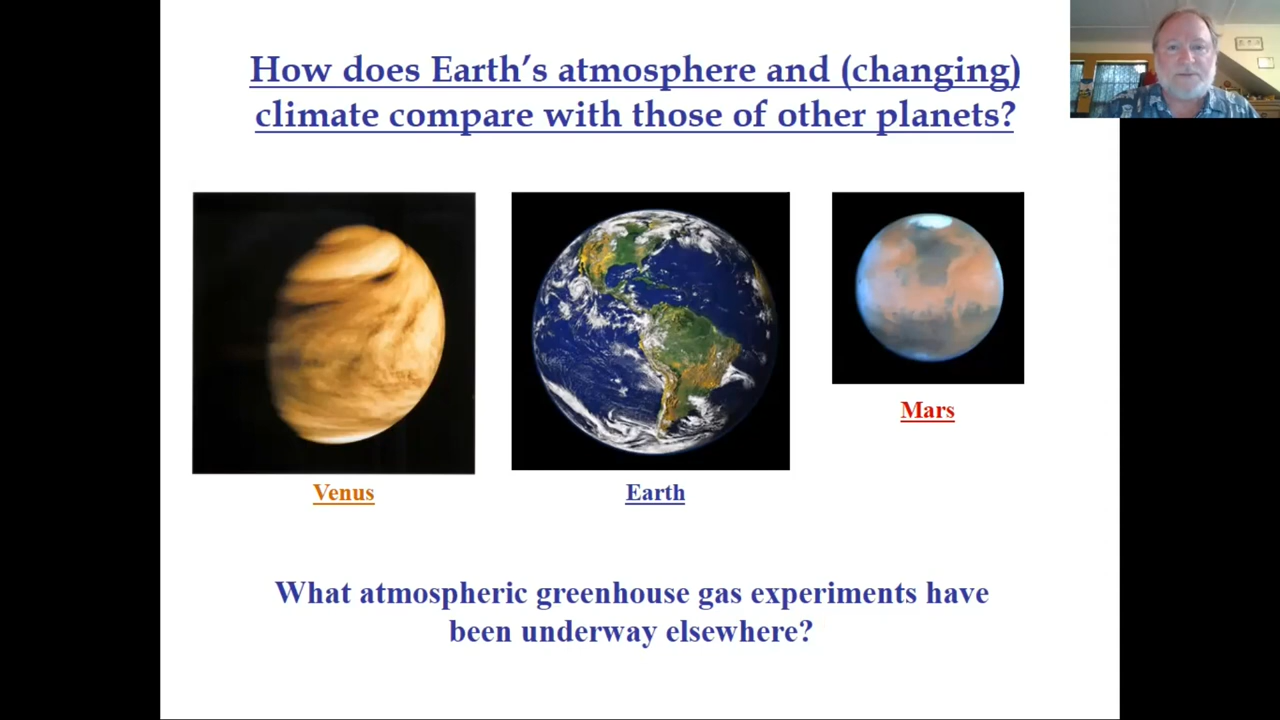 How does Earth’s atmosphere and (changing)
climate compare with those of other planets?
Mars
Venus
Earth
What atmospheric greenhouse gas experiments have
been underway elsewhere?